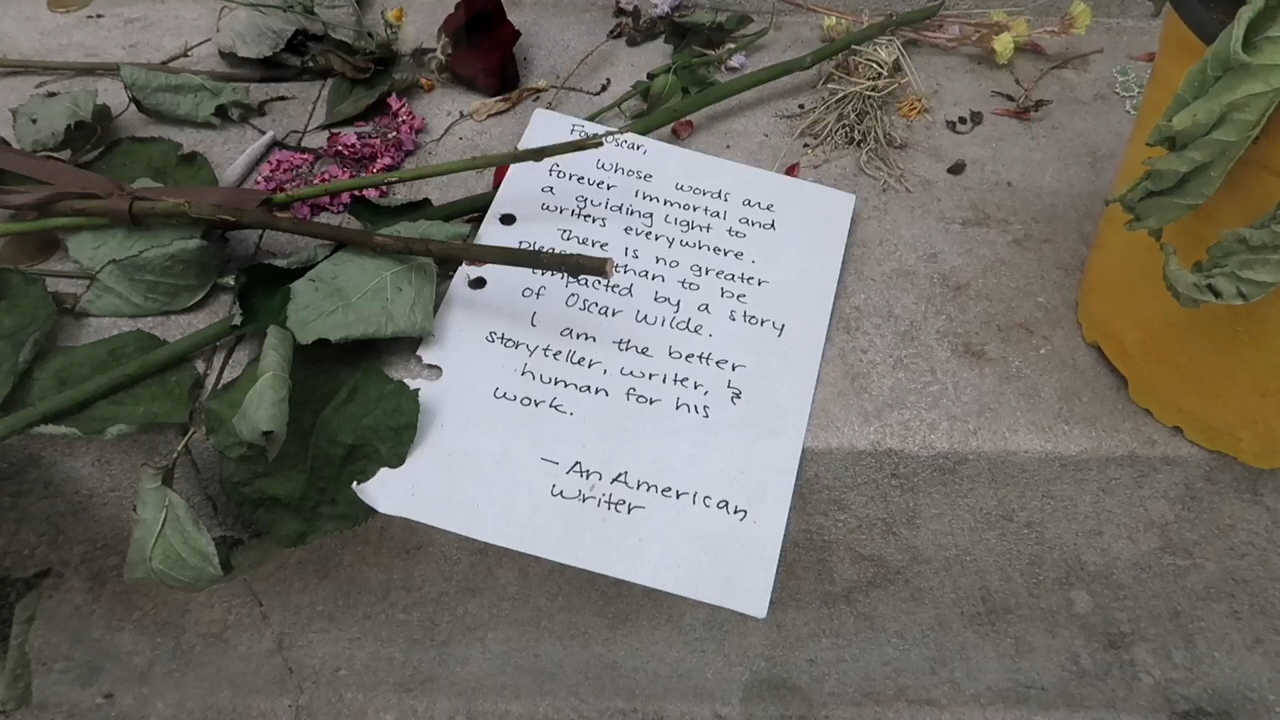 For Oscar,
whose words are
forever immortal and
a guiding light to
writers everywhere.
There is no greater
than to be
impacted by a story
of Oscar Wilde.
I am the better
storyteller, writer, &
human for his
work.
- An American
writer